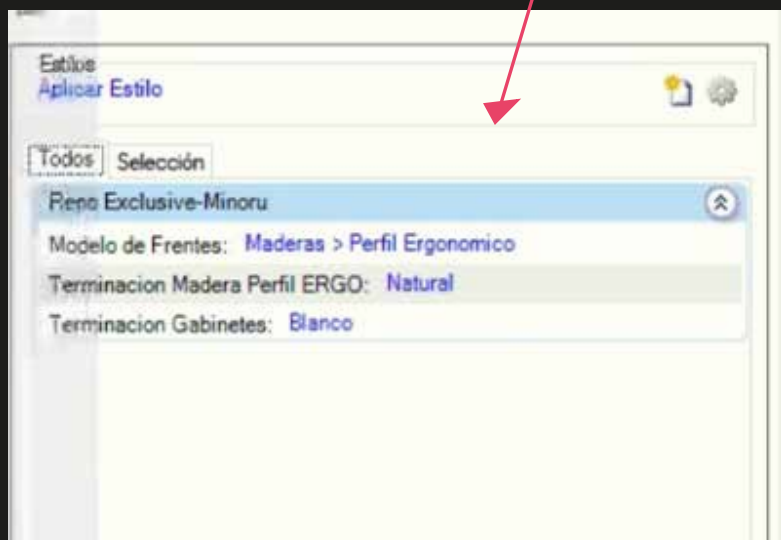 Estilos
Aplicar Estilo
Todos Selección
Reno Exclusive-Minoru
Modelo de Frentes: Maderas > Perfil Ergonomico
Terminacion Madera Perfil ERGO: Natural
Terminacion Gabinetes: Blanco